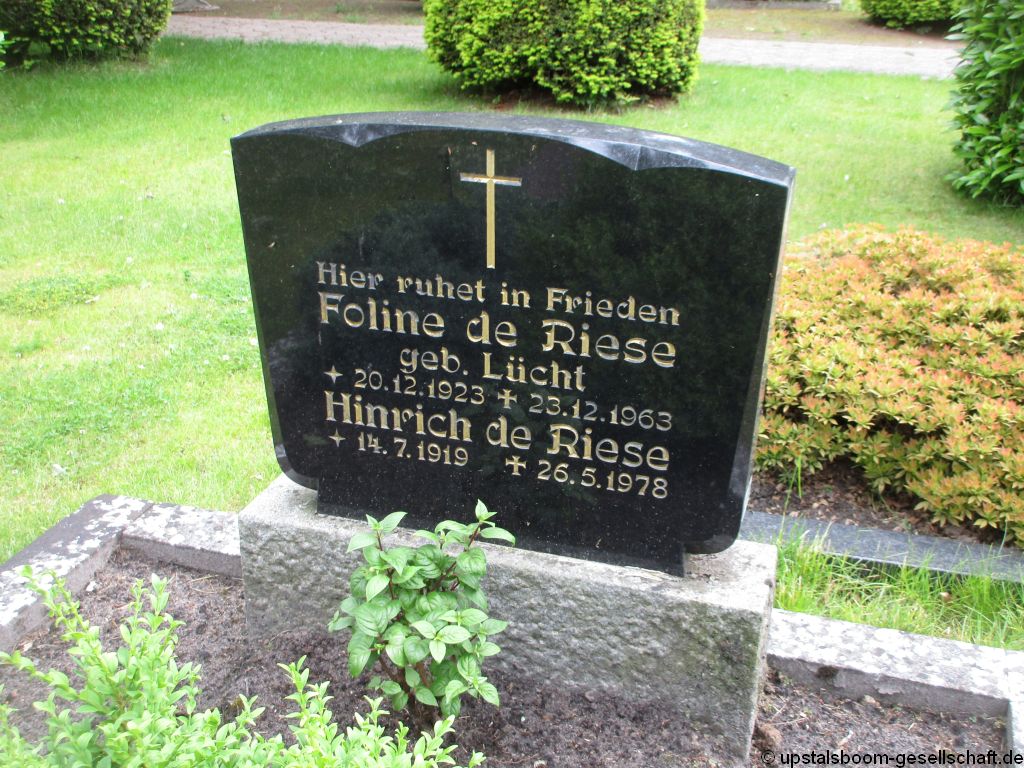 Hier ruhet in Frieden
Foline de Riese
geb. Lücht
✦ 20.12.1923 ✝ 23.12.1963
Hinrich de Riese
✦ 14.7.1919 ✝ 26.5.1978
© upstalsboom-gesellschaft.de